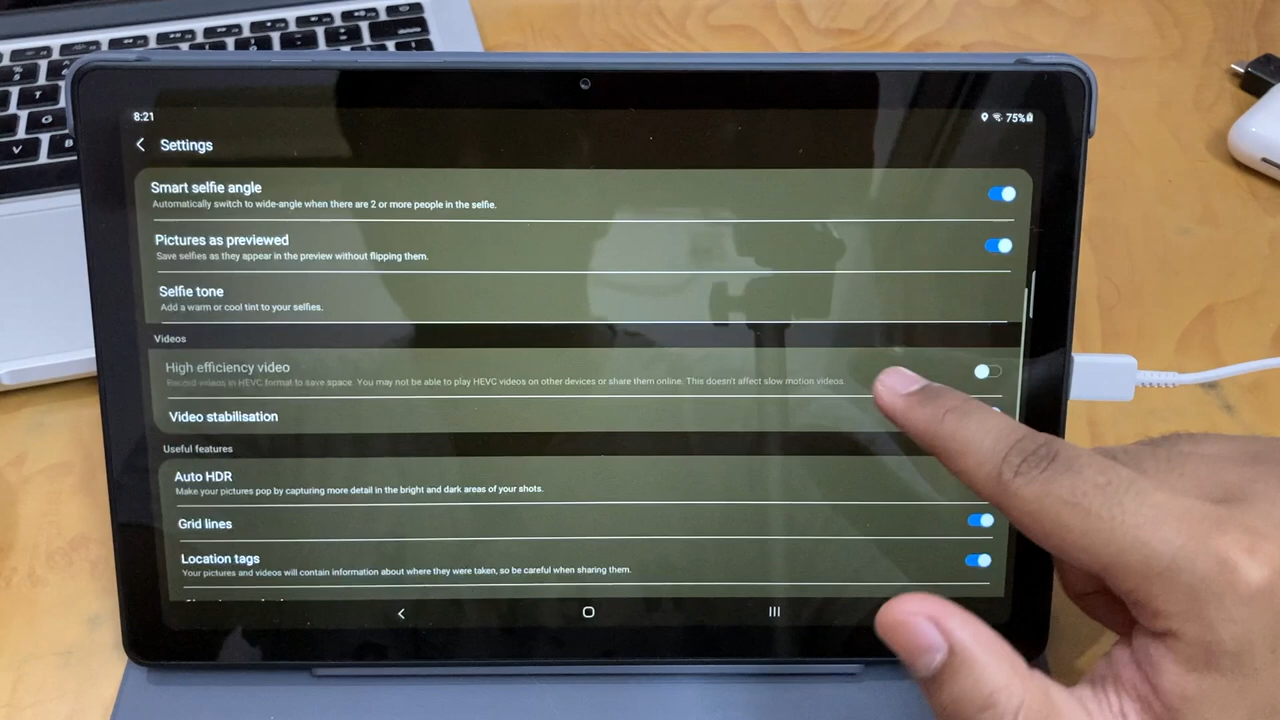 8:21
75%
Settings
Smart selfie angle
Automatically switch to wide-angle when there are 2 or more people in the selfie.
Pictures as previewed
Save selfies as they appear in the preview without flipping them.
Selfie tone
Add a warm or cool tint to your selfies.
Videos
High efficiency video
Record videos in HEVC format to save space. You may not be able to play HEVC videos on other devices or share them online. This doesn't affect slow motion videos.
Video stabilisation
Useful features
Auto HDR
Make your pictures pop by capturing more detail in the bright and dark areas of your shots.
Grid lines
Location tags
Your pictures and videos will contain information about where they were taken, so be careful when sharing them.